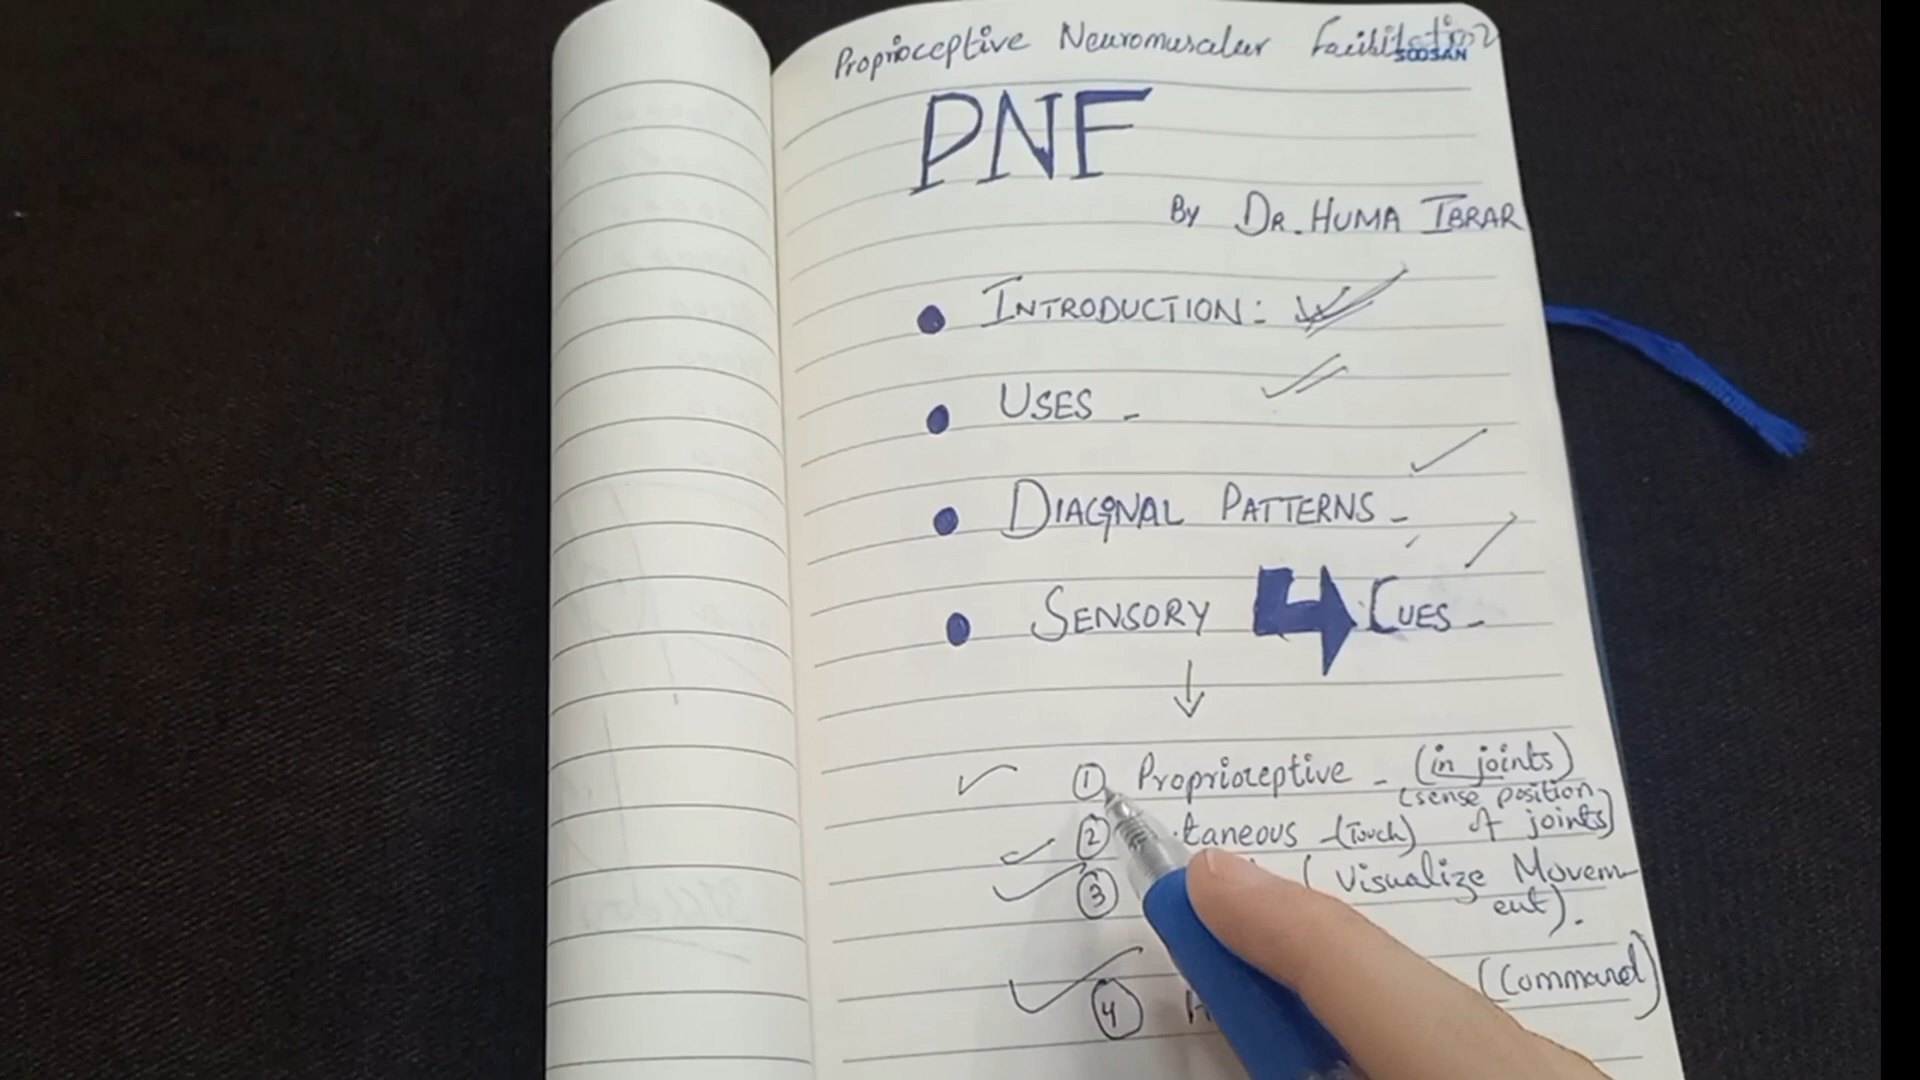 Proprioceptive Neuromuscular Facilitation
SOOSAN
PNF
By DR. HUMA IBRAR
INTRODUCTION:
USES -
DIAGNAL PATTERNS -
SENSORY CUES -
① Proprioceptive - (in joints)
(sense position
② taneous - (Touch) of joints)
③ (Visualize Movem
ent).
④ (Command)